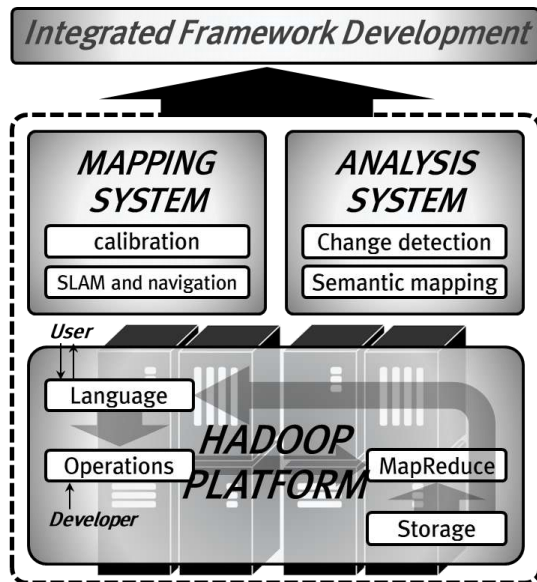 Integrated Framework Development
MAPPING
SYSTEM
calibration
SLAM and navigation
ANALYSIS
SYSTEM
Change detection
Semantic mapping
User
Language
HADOOP
PLATFORM
Operations
MapReduce
Developer
Storage